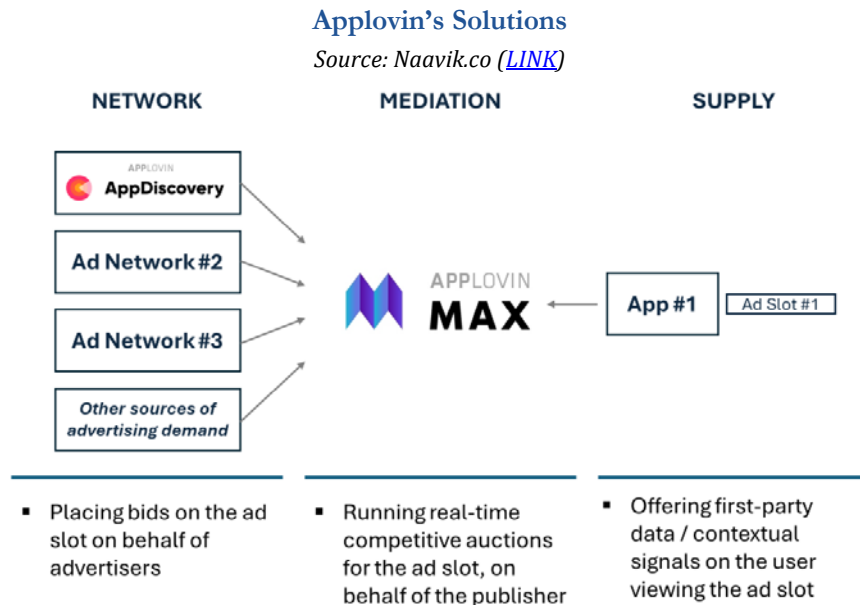 Applovin's Solutions
Source: Naavik.co (LINK)
NETWORK
MEDIATION
SUPPLY
APPLOVIN
AppDiscovery
Ad Network #2
Ad Network #3
Other sources of
advertising demand
APPLOVIN
MAX
App #1
Ad Slot #1
▪ Placing bids on the ad
slot on behalf of
advertisers
▪ Running real-time
competitive auctions
for the ad slot, on
behalf of the publisher
▪ Offering first-party
data / contextual
signals on the user
viewing the ad slot